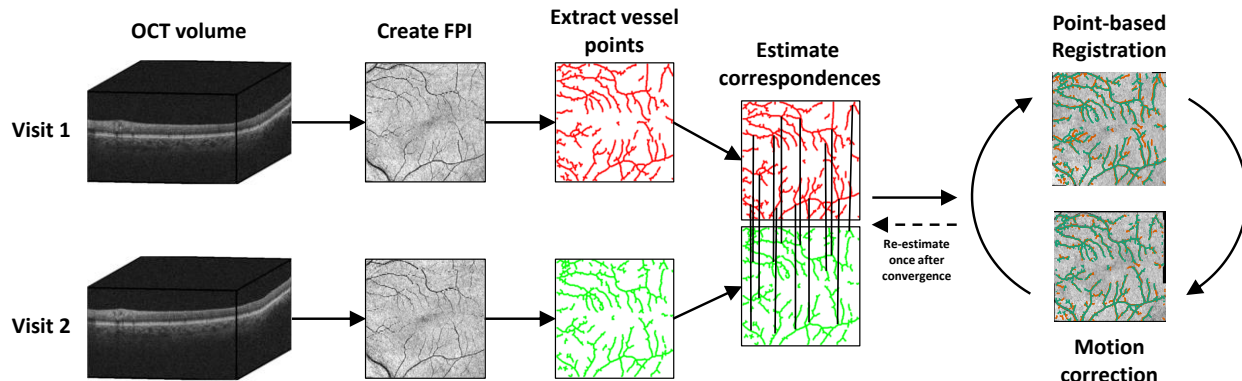 OCT volume
Create FPI
Extract vessel
points
Estimate
correspondences
Point-based
Registration
Visit 1
Visit 2
Re-estimate
once after
convergence
Motion
correction